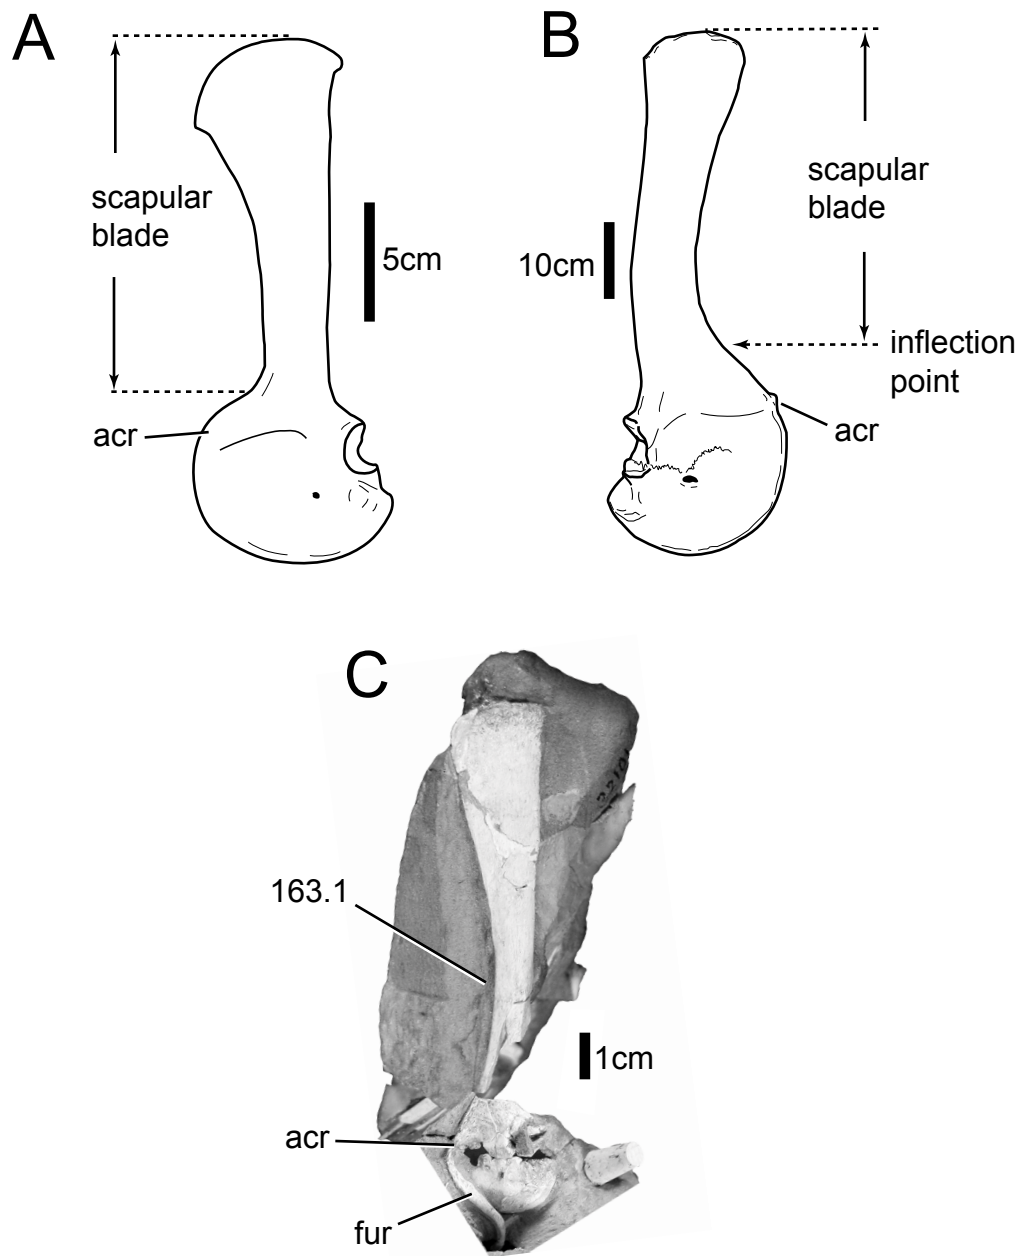 A
scapular
blade
5cm
acr
B
10cm
scapular
blade
inflection
point
acr
C
163.1
1cm
acr
fur